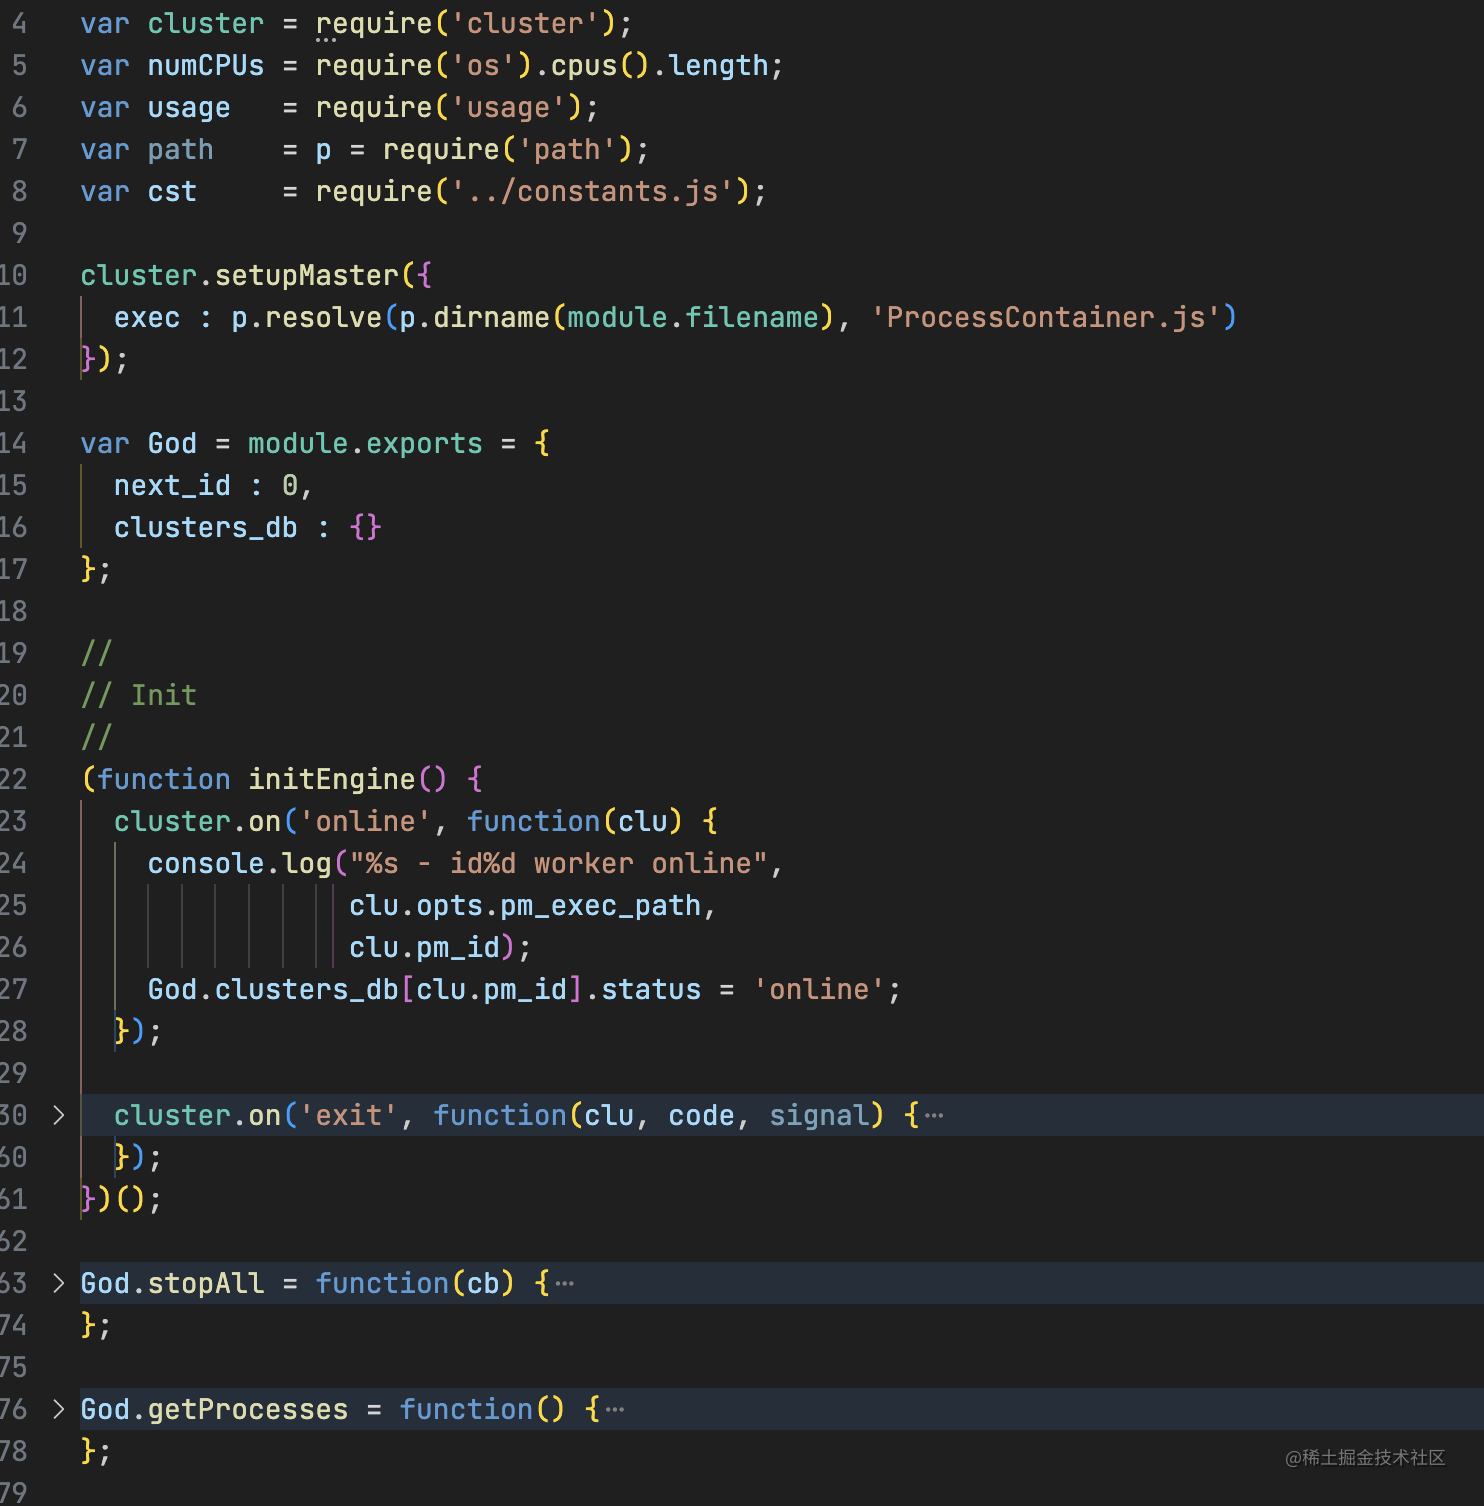 4 var cluster = require('cluster');
5 var numCPUs = require('os').cpus().length;
6 var usage   = require('usage');
7 var path    = p = require('path');
8 var cst     = require('../constants.js');
9
10 cluster.setupMaster({
11   exec : p.resolve(p.dirname(module.filename), 'ProcessContainer.js')
12 });
13
14 var God = module.exports = {
15   next_id : 0,
16   clusters_db : {}
17 };
18
19 //
20 // Init
21 //
22 (function initEngine() {
23   cluster.on('online', function(clu) {
24     console.log("%s - id%d worker online",
25                 clu.opts.pm_exec_path,
26                 clu.pm_id);
27     God.clusters_db[clu.pm_id].status = 'online';
28   });
29
30   cluster.on('exit', function(clu, code, signal) {···
60   });
61 })();
62
63 God.stopAll = function(cb) {···
74 };
75
76 God.getProcesses = function() {···
78 };
79
@稀土掘金技术社区